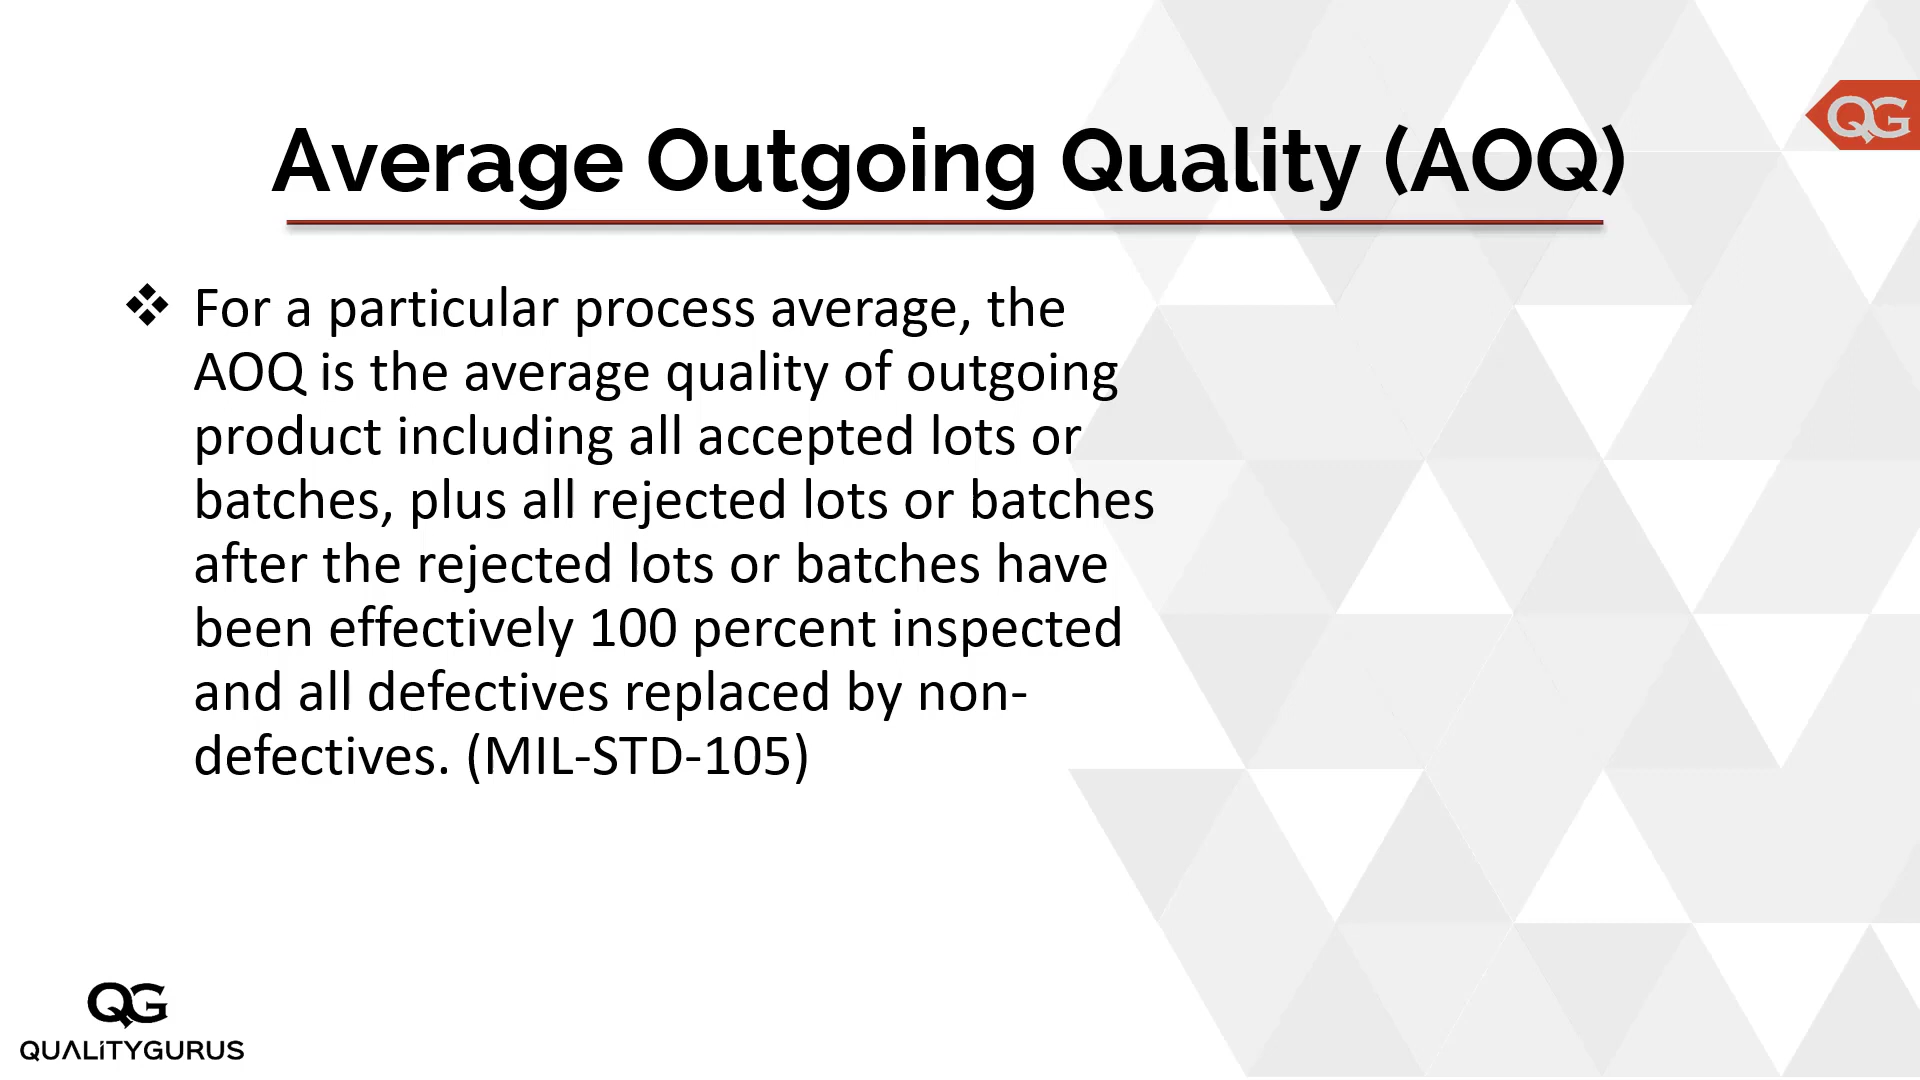 QG
Average Outgoing Quality (AOQ)
❖ For a particular process average, the
AOQ is the average quality of outgoing
product including all accepted lots or
batches, plus all rejected lots or batches
after the rejected lots or batches have
been effectively 100 percent inspected
and all defectives replaced by non-
defectives. (MIL-STD-105)
QG
QUALITYGURUS